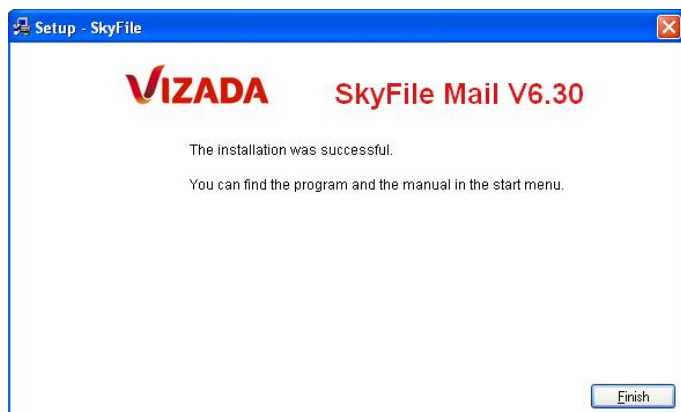 Setup - SkyFile
VIZADA SkyFile Mail V6.30
The installation was successful.
You can find the program and the manual in the start menu.
Finish